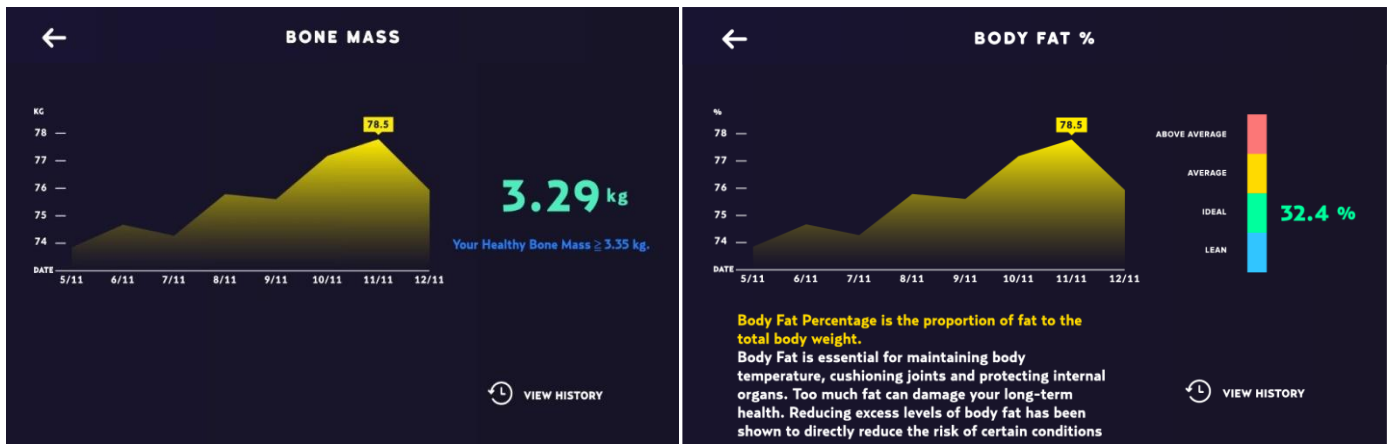 BONE MASS
KG
78
77
76
75
74
DATE
78.5
5/11 6/11 7/11 8/11 9/11 10/11 11/11 12/11
3.29 kg
Your Healthy Bone Mass ≧ 3.35 kg.
VIEW HISTORY
BODY FAT %
%
78
77
76
75
74
DATE
78.5
5/11 6/11 7/11 8/11 9/11 10/11 11/11 12/11
ABOVE AVERAGE
AVERAGE
IDEAL
LEAN
32.4 %
Body Fat Percentage is the proportion of fat to the
total body weight.
Body Fat is essential for maintaining body
temperature, cushioning joints and protecting internal
organs. Too much fat can damage your long-term
health. Reducing excess levels of body fat has been
shown to directly reduce the risk of certain conditions
VIEW HISTORY